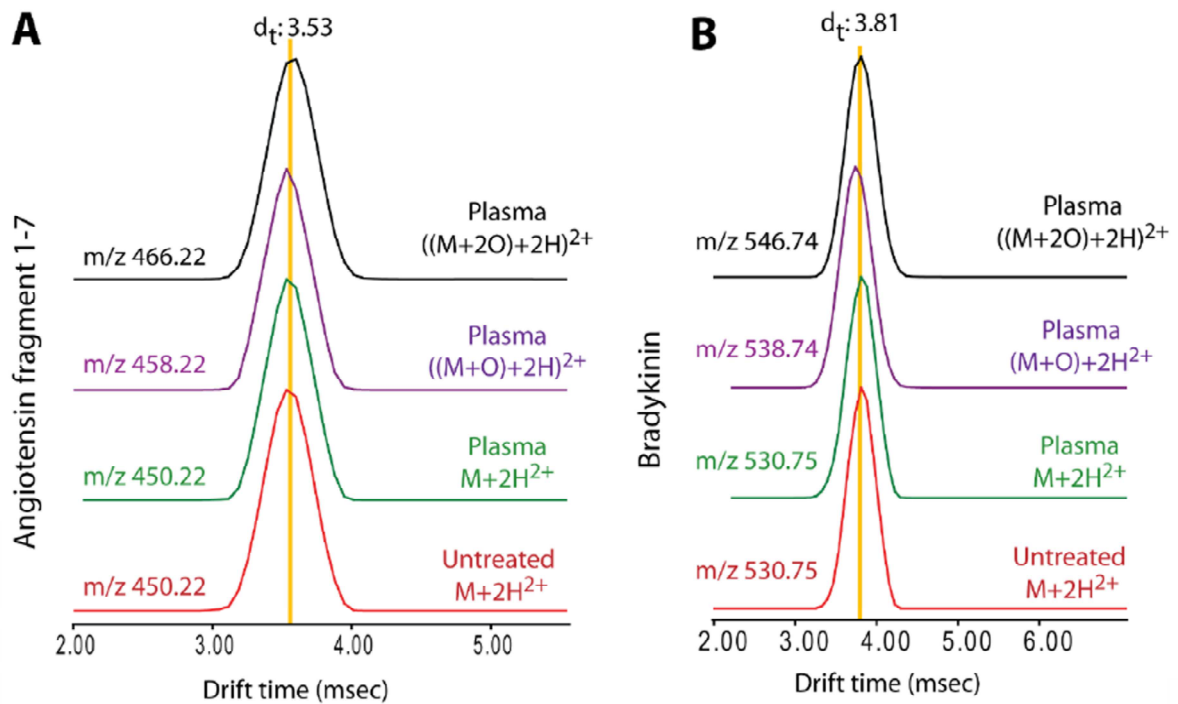 A
dt: 3.53
Angiotensin fragment 1-7
m/z 466.22
Plasma
((M+2O)+2H)2+
m/z 458.22
Plasma
((M+O)+2H)2+
m/z 450.22
Plasma
M+2H2+
m/z 450.22
Untreated
M+2H2+
2.00 3.00 4.00 5.00
Drift time (msec)
B
dt: 3.81
Bradykinin
m/z 546.74
Plasma
((M+2O)+2H)2+
m/z 538.74
Plasma
(M+O)+2H2+
m/z 530.75
Plasma
M+2H2+
m/z 530.75
Untreated
M+2H2+
2.00 3.00 4.00 5.00 6.00
Drift time (msec)